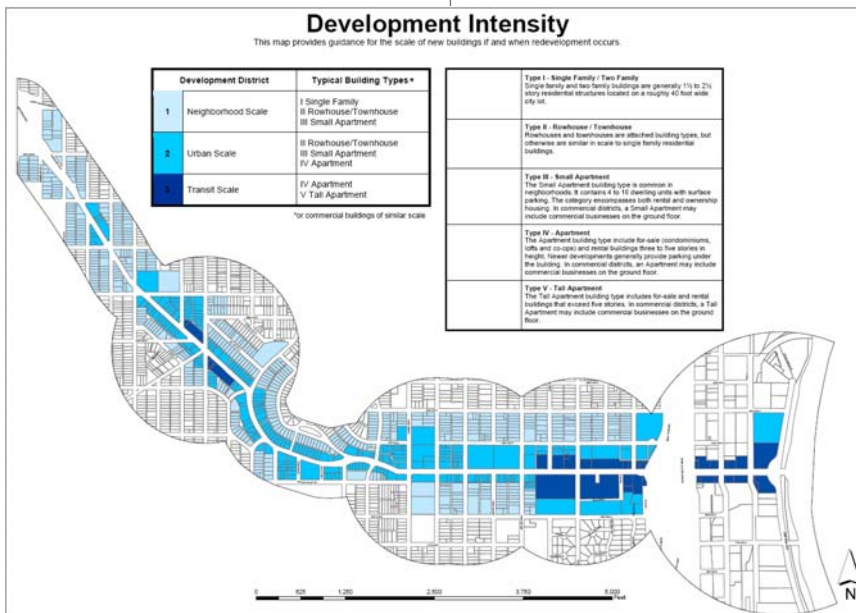 Development Intensity
This map provides guidance for the scale of new buildings if and when redevelopment occurs.
Development District
Typical Building Types*
1
Neighborhood Scale
I Single Family
II Rowhouse/Townhouse
III Small Apartment
2
Urban Scale
II Rowhouse/Townhouse
III Small Apartment
IV Apartment
3
Transit Scale
IV Apartment
V Tall Apartment
*or commercial buildings of similar scale
Type I - Single Family / Two Family
Single family and two family buildings are generally 1½ to 2½
story residential structures located on a roughly 40 foot wide
city lot.
Type II - Rowhouse / Townhouse
Rowhouses and townhouses are attached building types, but
otherwise are similar in scale to single family residential
buildings.
Type III - Small Apartment
The Small Apartment building type is common in
neighborhoods. It contains 4 to 16 dwelling units with surface
parking. The category encompasses both rental and ownership
housing. In commercial districts, a Small Apartment may
include commercial businesses on the ground floor.
Type IV - Apartment
The Apartment building type include for-sale (condominiums,
lofts and co-ops) and rental buildings three to five stories in
height. Newer developments generally provide parking under
the building. In commercial districts, an Apartment may include
commercial businesses on the ground floor.
Type V - Tall Apartment
The Tall Apartment building type includes for-sale and rental
buildings that exceed five stories. In commercial districts, a Tall
Apartment may include commercial businesses on the ground
floor.
0 625 1,250 2,500 3,750 5,000
Feet
N